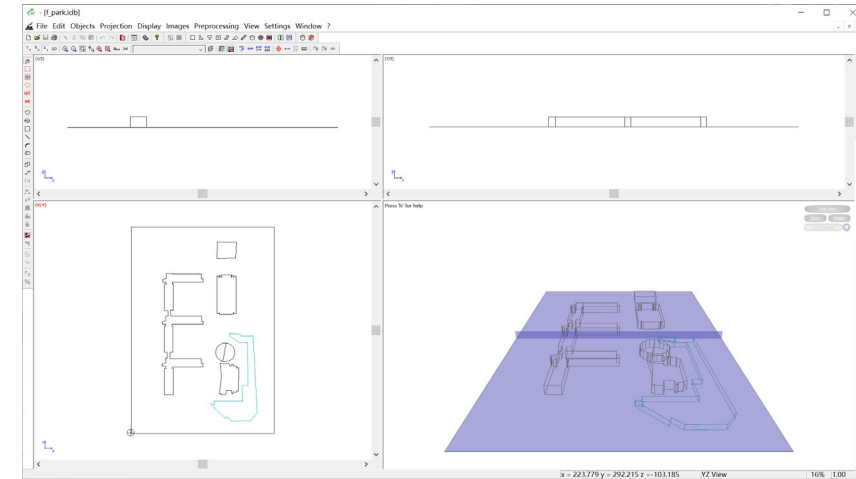 - [f_park.idb]
File Edit Objects Projection Display Images Preprocessing View Settings Window ?
3D
(X/Z)
(Y/Z)
(X/Y)
Press 'h' for help
x = 223.779 y = 292.215 z =-103.185 YZ View 16% 1.00